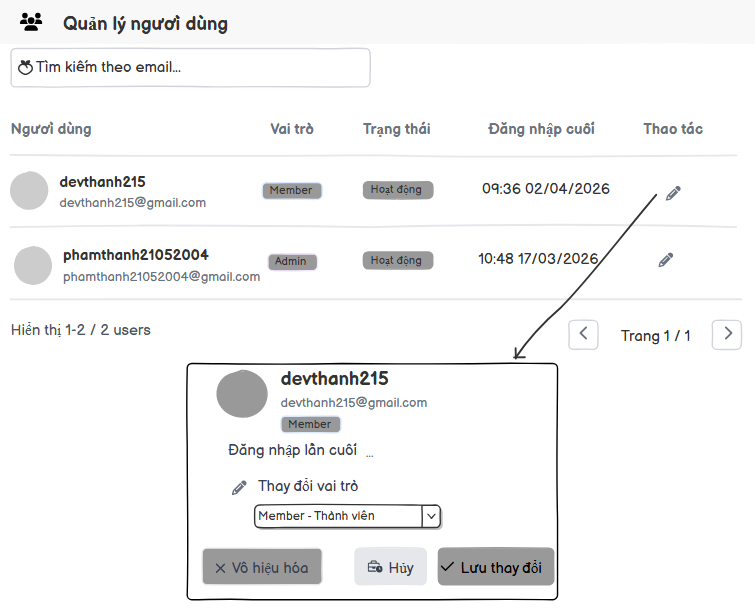 Quản lý người dùng
Tìm kiếm theo email...
Người dùng Vai trò Trạng thái Đăng nhập cuối Thao tác
devthanh215
devthanh215@gmail.com
Member Hoạt động 09:36 02/04/2026
phamthanh21052004
phamthanh21052004@gmail.com
Admin Hoạt động 10:48 17/03/2026
Hiển thị 1-2 / 2 users
Trang 1 / 1
devthanh215
devthanh215@gmail.com
Member
Đăng nhập lần cuối ...
Thay đổi vai trò
Member - Thành viên
Vô hiệu hóa Hủy Lưu thay đổi